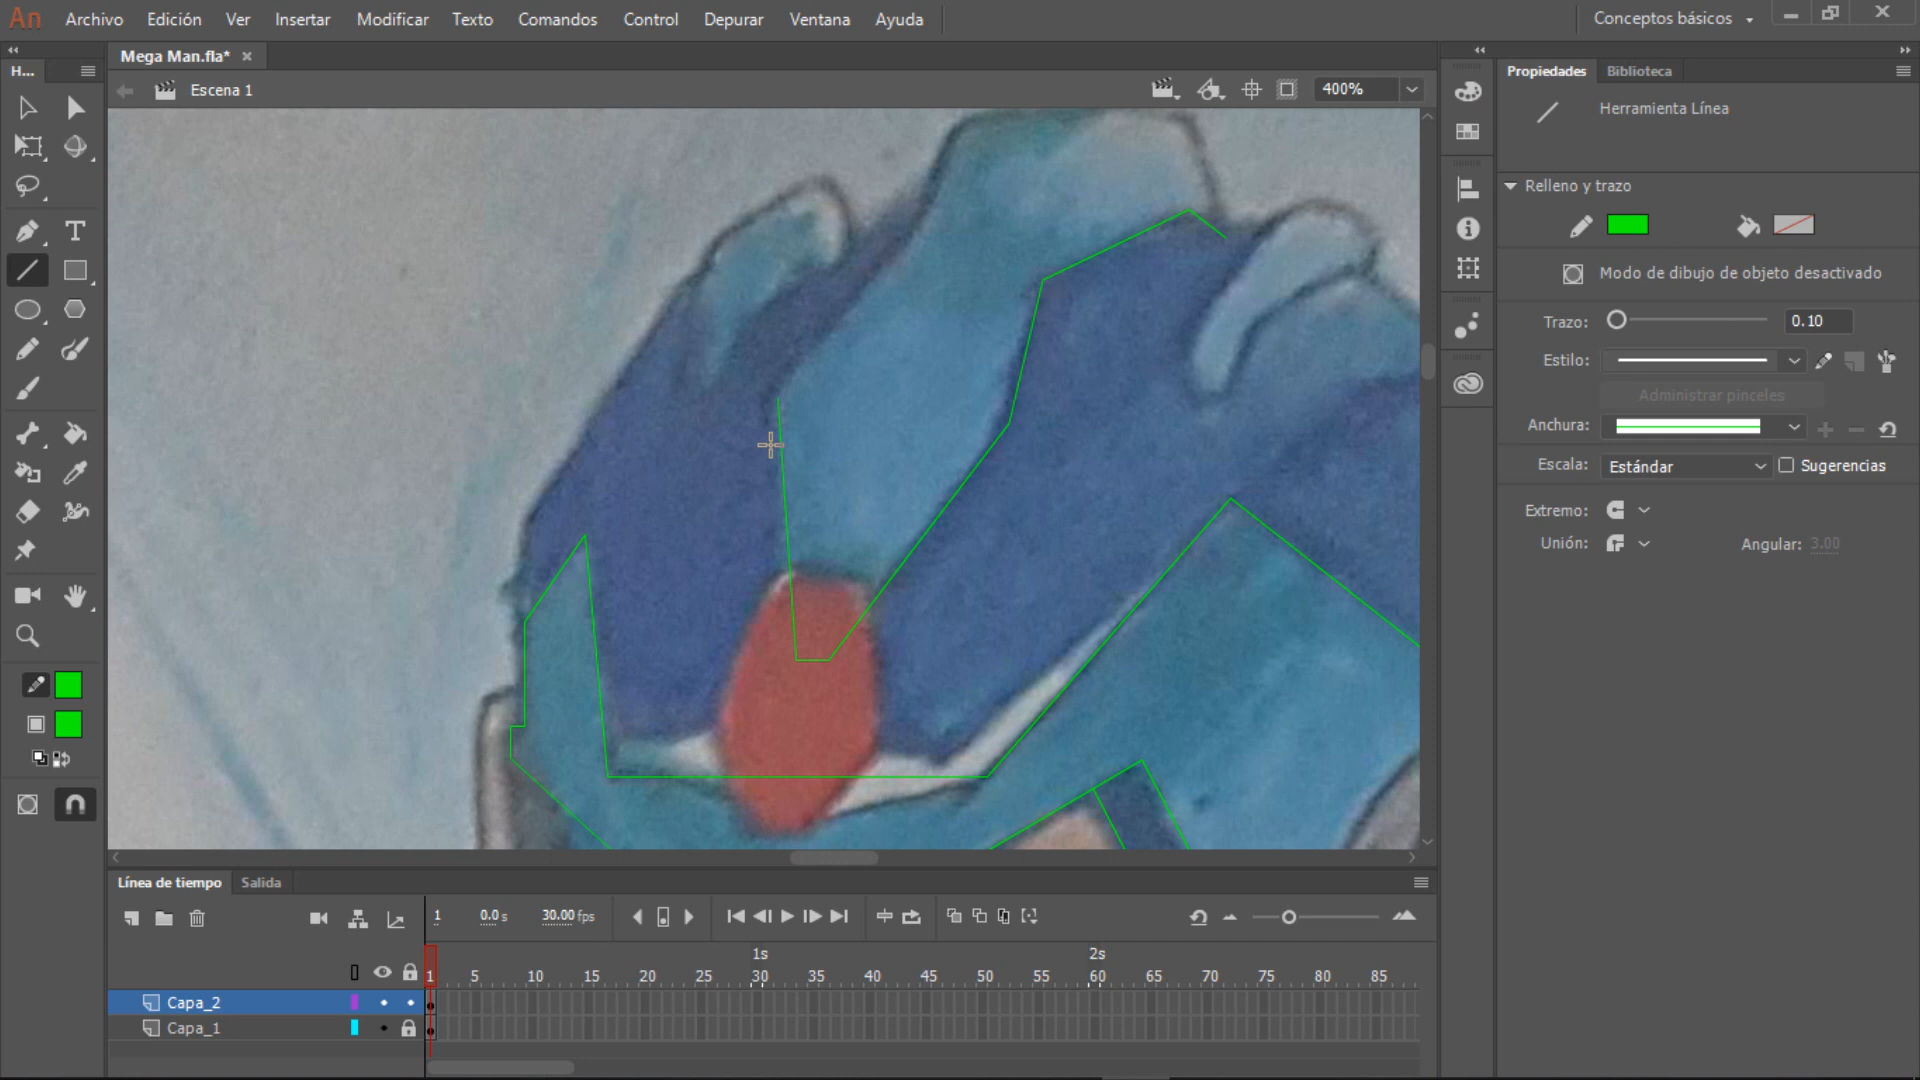 An Archivo Edición Ver Insertar Modificar Texto Comandos Control Depurar Ventana Ayuda Conceptos básicos
Mega Man.fla*
H...
Escena 1
400%
Propiedades Biblioteca
Herramienta Línea
Relleno y trazo
Modo de dibujo de objeto desactivado
Trazo: 0.10
Estilo:
Administrar pinceles
Anchura:
Escala: Estándar Sugerencias
Extremo:
Unión: Angular: 3.00
Línea de tiempo Salida
1 0.0 s 30.00 fps
1s 2s
1 5 10 15 20 25 30 35 40 45 50 55 60 65 70 75 80 85
Capa_2
Capa_1